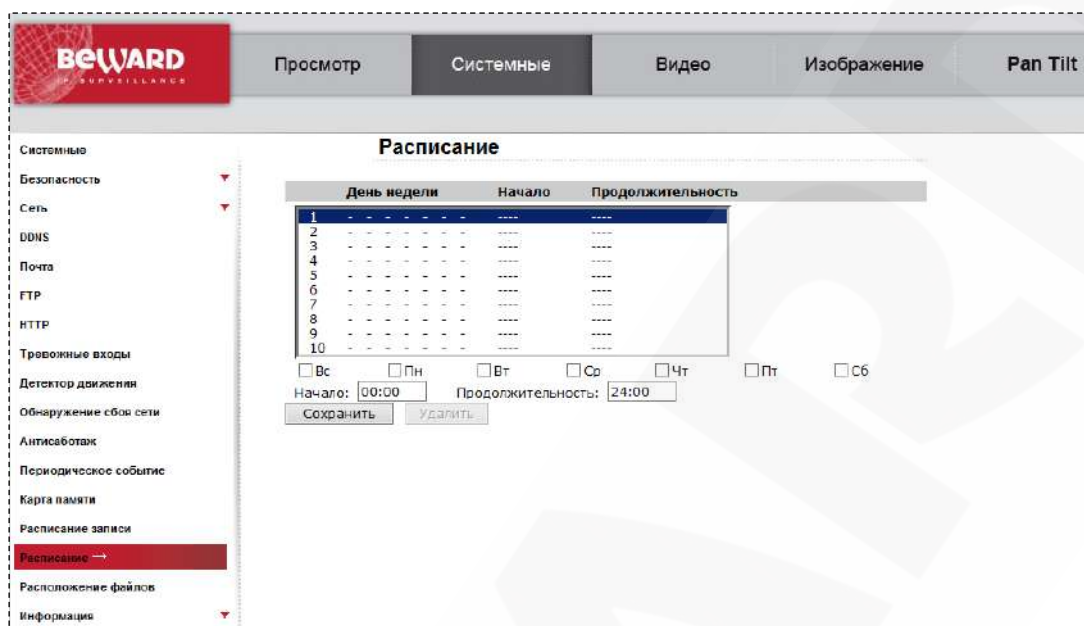 BEWARD
IP SURVEILLANCE
Просмотр Системные Видео Изображение Pan Tilt
Системные
Безопасность
Сеть
DDNS
Почта
FTP
HTTP
Тревожные входы
Детектор движения
Обнаружение сбоя сети
Антисаботаж
Периодическое событие
Карта памяти
Расписание записи
Расписание →
Расположение файлов
Информация
Расписание
День недели Начало Продолжительность
1 - - - - - - - ---- ----
2 - - - - - - - ---- ----
3 - - - - - - - ---- ----
4 - - - - - - - ---- ----
5 - - - - - - - ---- ----
6 - - - - - - - ---- ----
7 - - - - - - - ---- ----
8 - - - - - - - ---- ----
9 - - - - - - - ---- ----
10 - - - - - - - ---- ----
Вс Пн Вт Ср Чт Пт Сб
Начало: 00:00 Продолжительность: 24:00
Сохранить Удалить